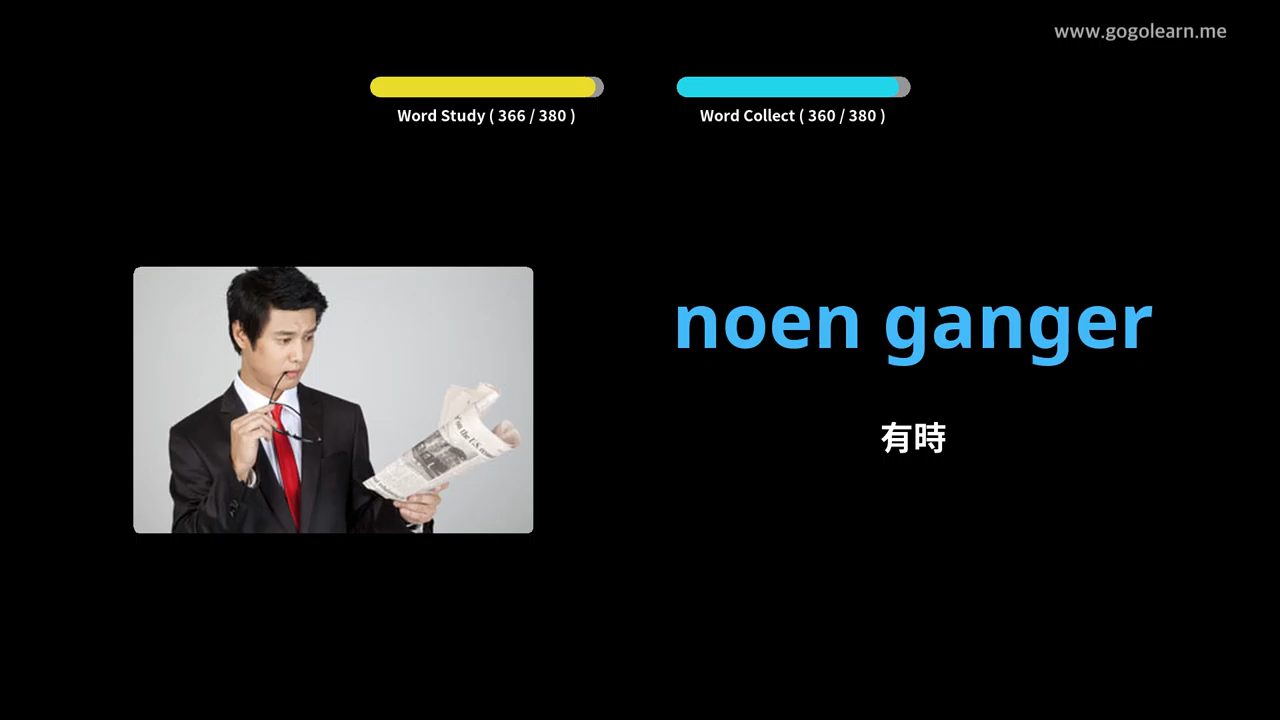 www.gogolearn.me
Word Study ( 366 / 380 )
Word Collect ( 360 / 380 )
noen ganger
有時